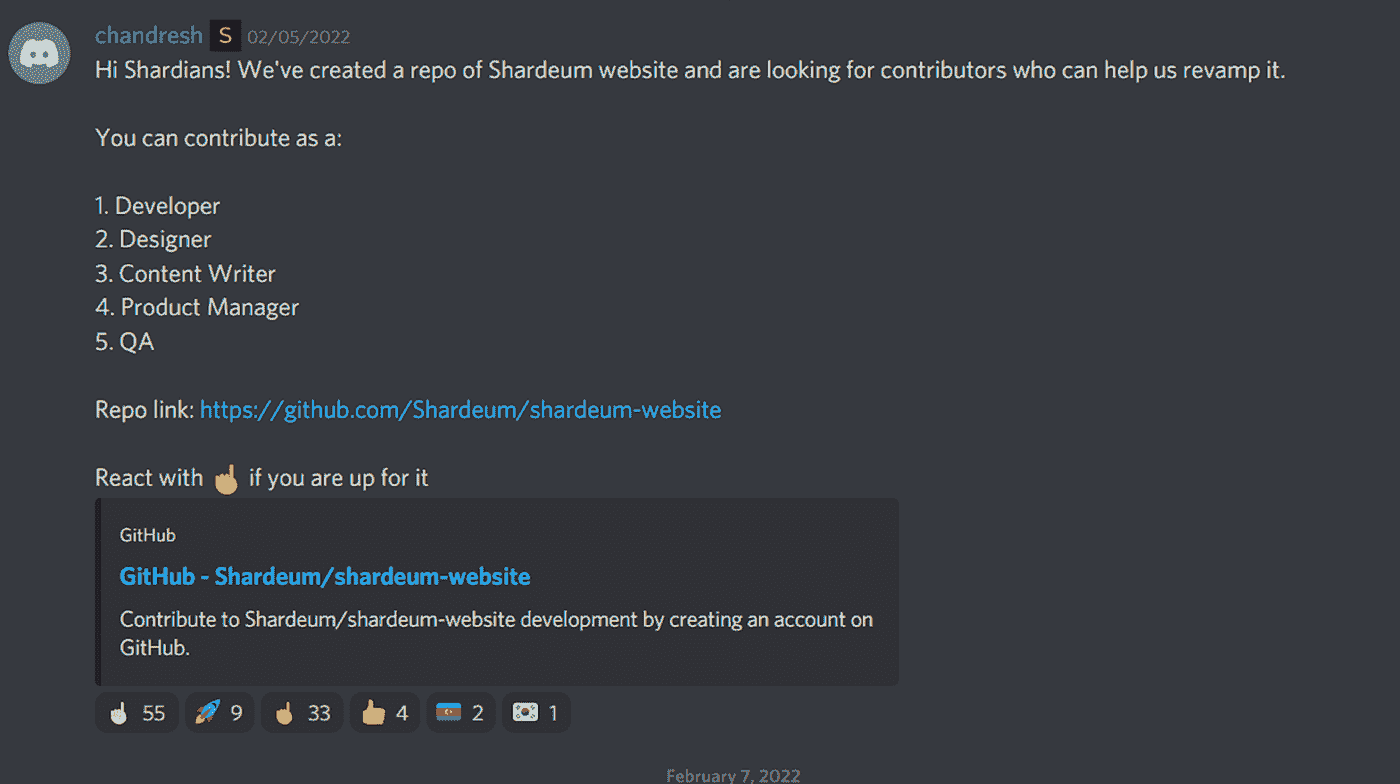 chandresh S 02/05/2022
Hi Shardians! We've created a repo of Shardeum website and are looking for contributors who can help us revamp it.
You can contribute as a:
1. Developer
2. Designer
3. Content Writer
4. Product Manager
5. QA
Repo link: https://github.com/Shardeum/shardeum-website
React with ☝🏽 if you are up for it
GitHub
GitHub - Shardeum/shardeum-website
Contribute to Shardeum/shardeum-website development by creating an account on
GitHub.
55 9 33 4 2 1
February 7, 2022